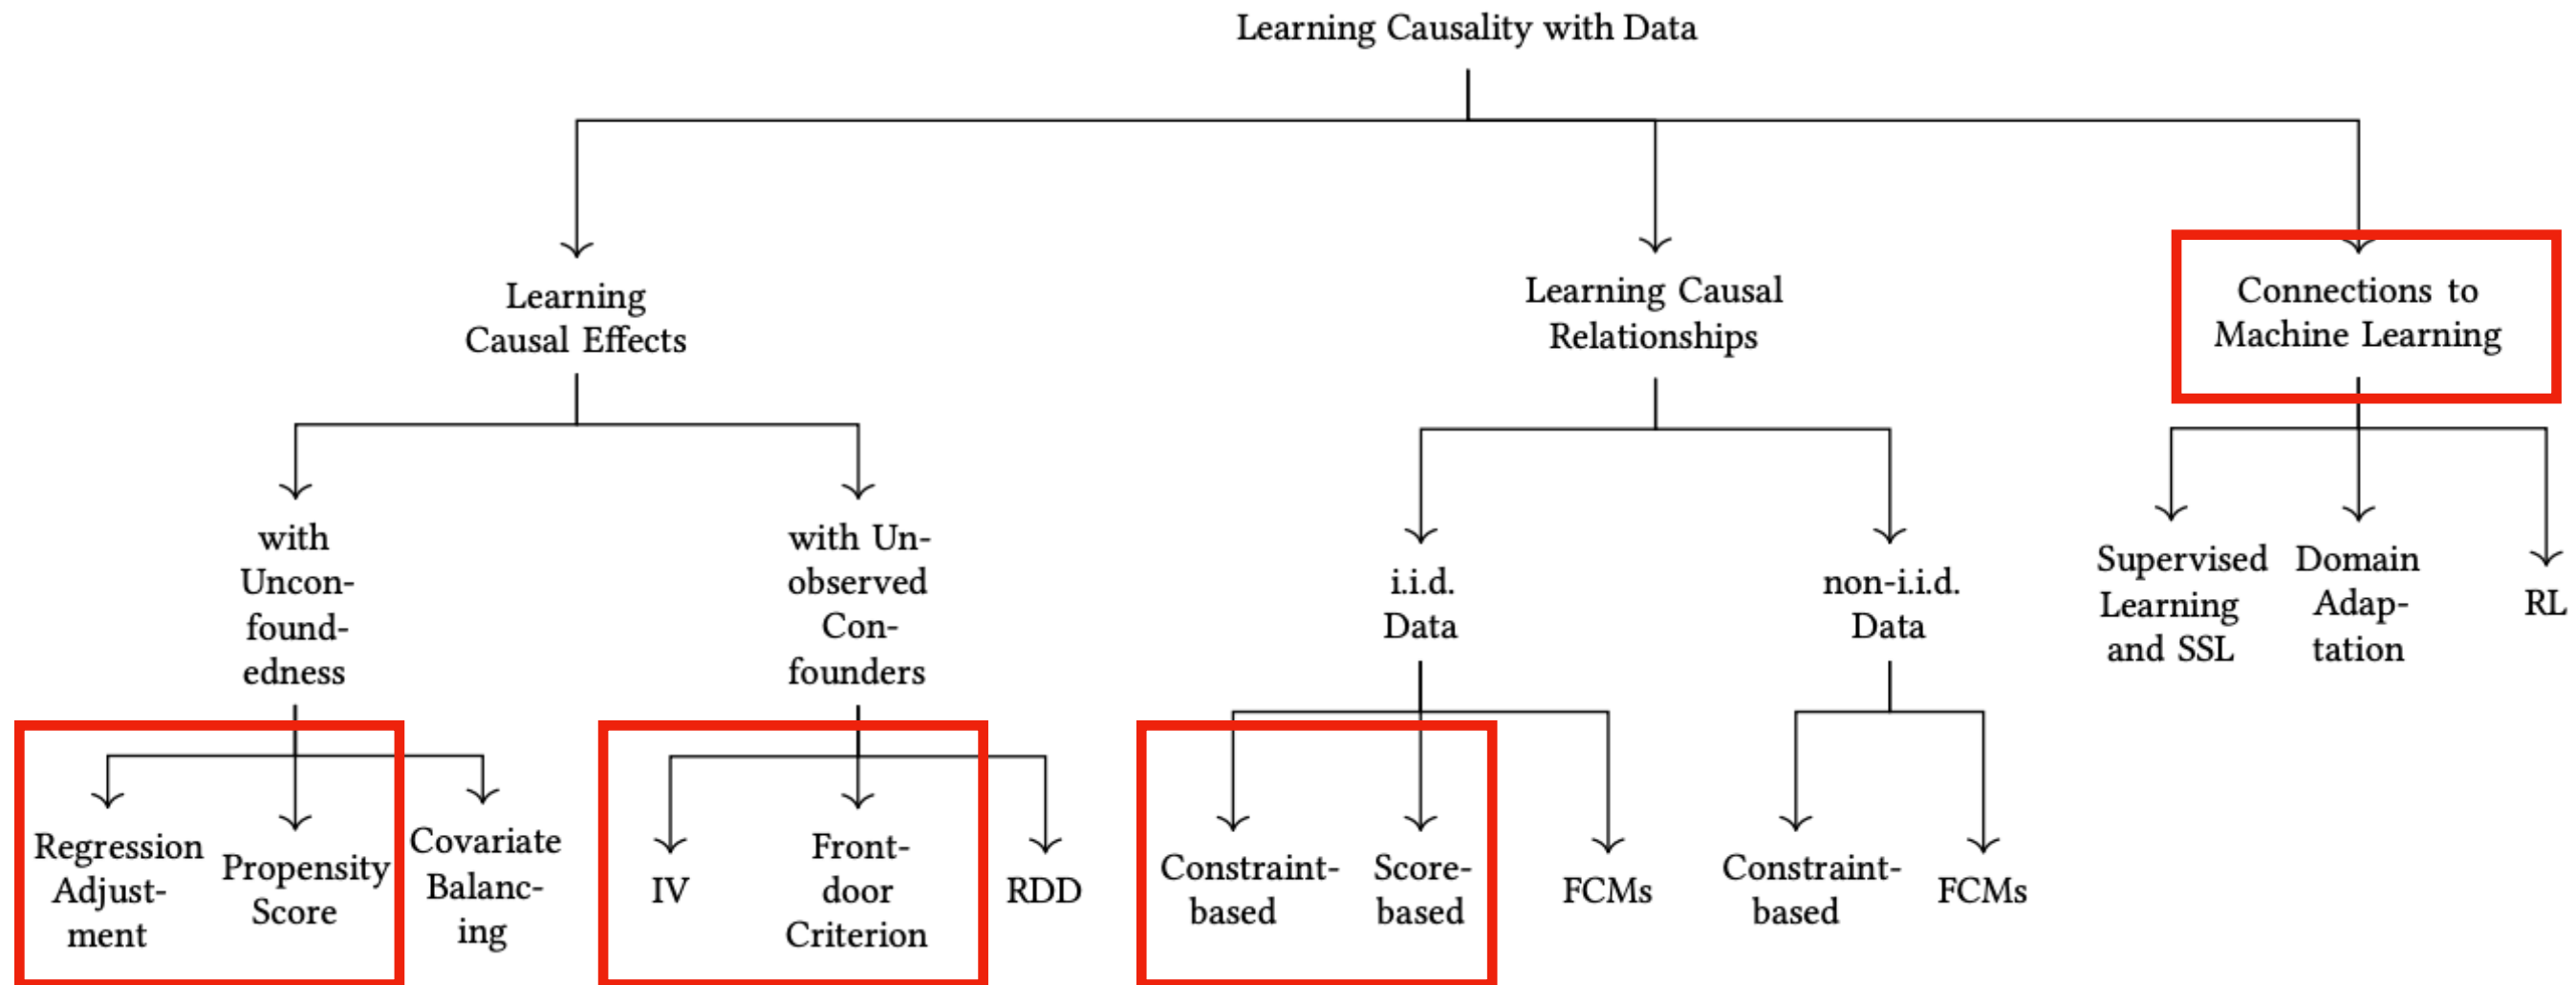 Learning Causality with Data
Learning
Causal Effects
Learning Causal
Relationships
Connections to
Machine Learning
with
Uncon-
found-
edness
with Un-
observed
Con-
founders
i.i.d.
Data
non-i.i.d.
Data
Supervised
Learning
and SSL
Domain
Adap-
tation
RL
Regression
Adjust-
ment
Propensity
Score
Covariate
Balanc-
ing
IV
Front-
door
Criterion
RDD
Constraint-
based
Score-
based
FCMs
Constraint-
based
FCMs